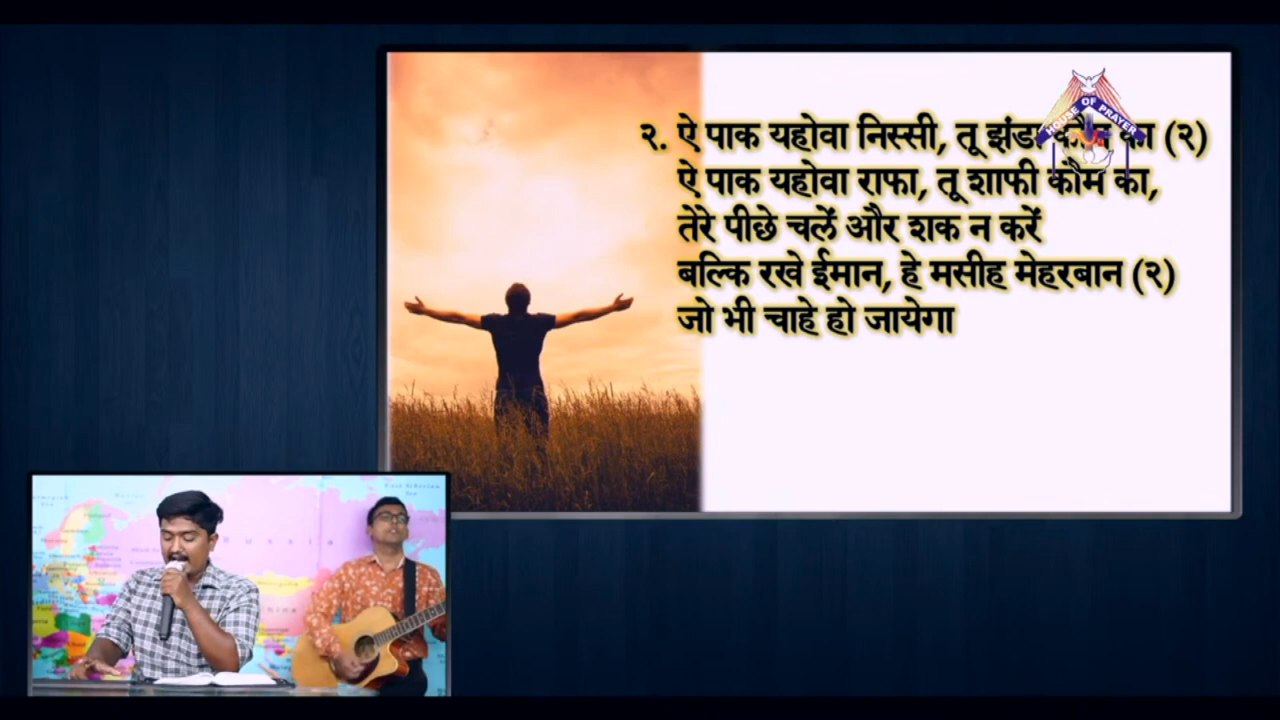 HOUSE OF PRAYER
२. ऐ पाक यहोवा निस्सी, तू झंडा कौम का (२)
ऐ पाक यहोवा राफा, तू शाफी कौम का,
तेरे पीछे चलें और शक न करें
बल्कि रखे ईमान, हे मसीह मेहरबान (२)
जो भी चाहे हो जायेगा
Russia